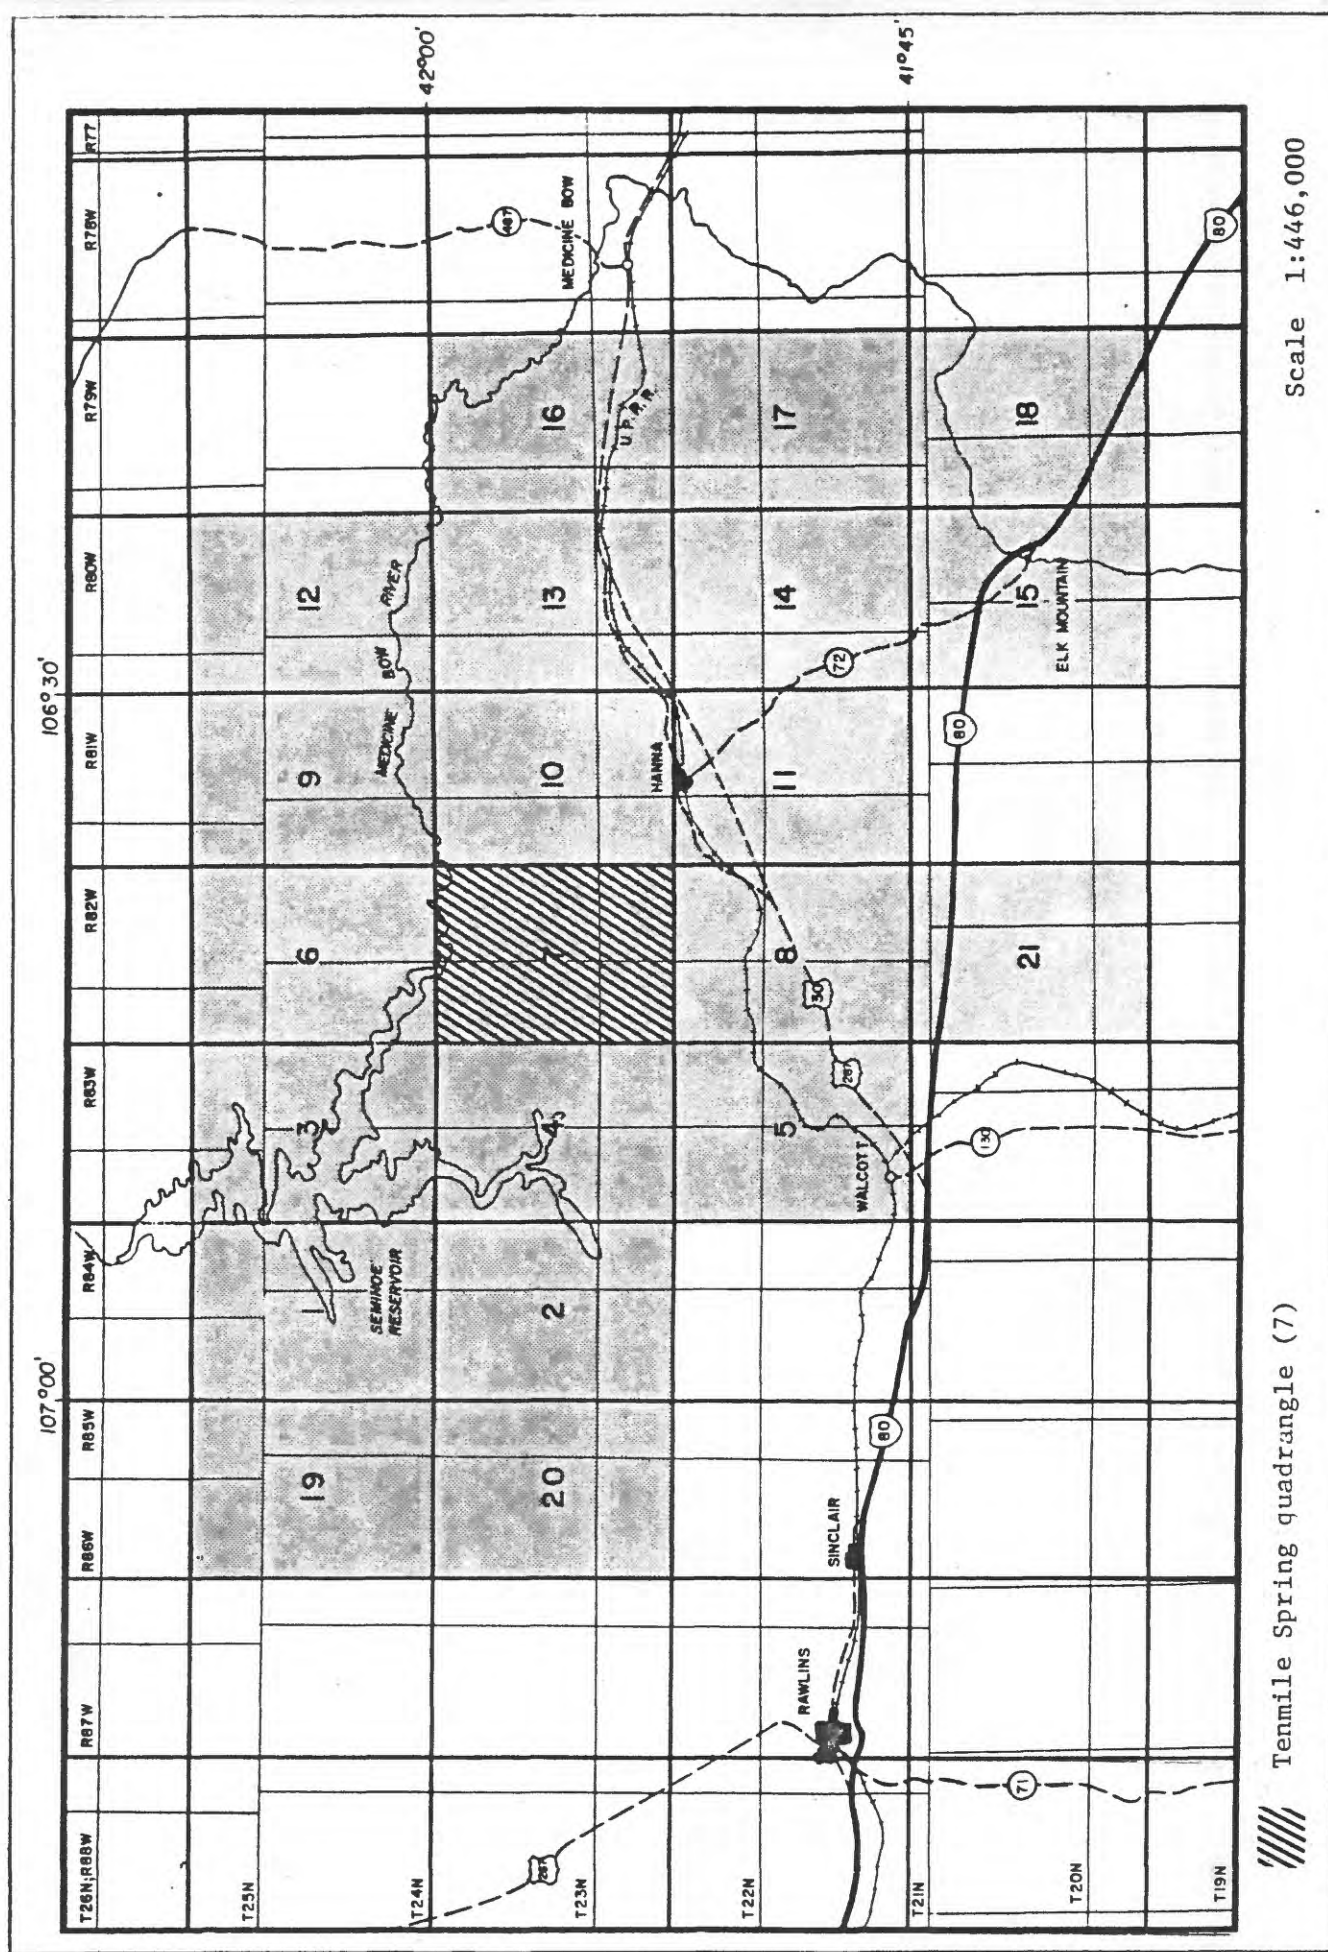 107°00'
106°30'
T26N;R88W
R87W
R86W
R85W
R84W
R83W
R82W
R81W
R80W
R79W
R78W
R77
T25N
19
1
3
6
9
12
SEMINOE
RESERVOIR
MEDICINE BOW RIVER
T24N
42°00'
487
287
20
2
4
7
10
13
16
MEDICINE BOW
T23N
U.P.R.R.
HANNA
T22N
RAWLINS
SINCLAIR
WALCOTT
5
8
11
14
17
287
30
72
T21N
41°45'
80
80
71
130
21
15
18
ELK MOUNTAIN
T20N
T19N
80
Tenmile Spring quadrangle (7)
Scale 1:446,000